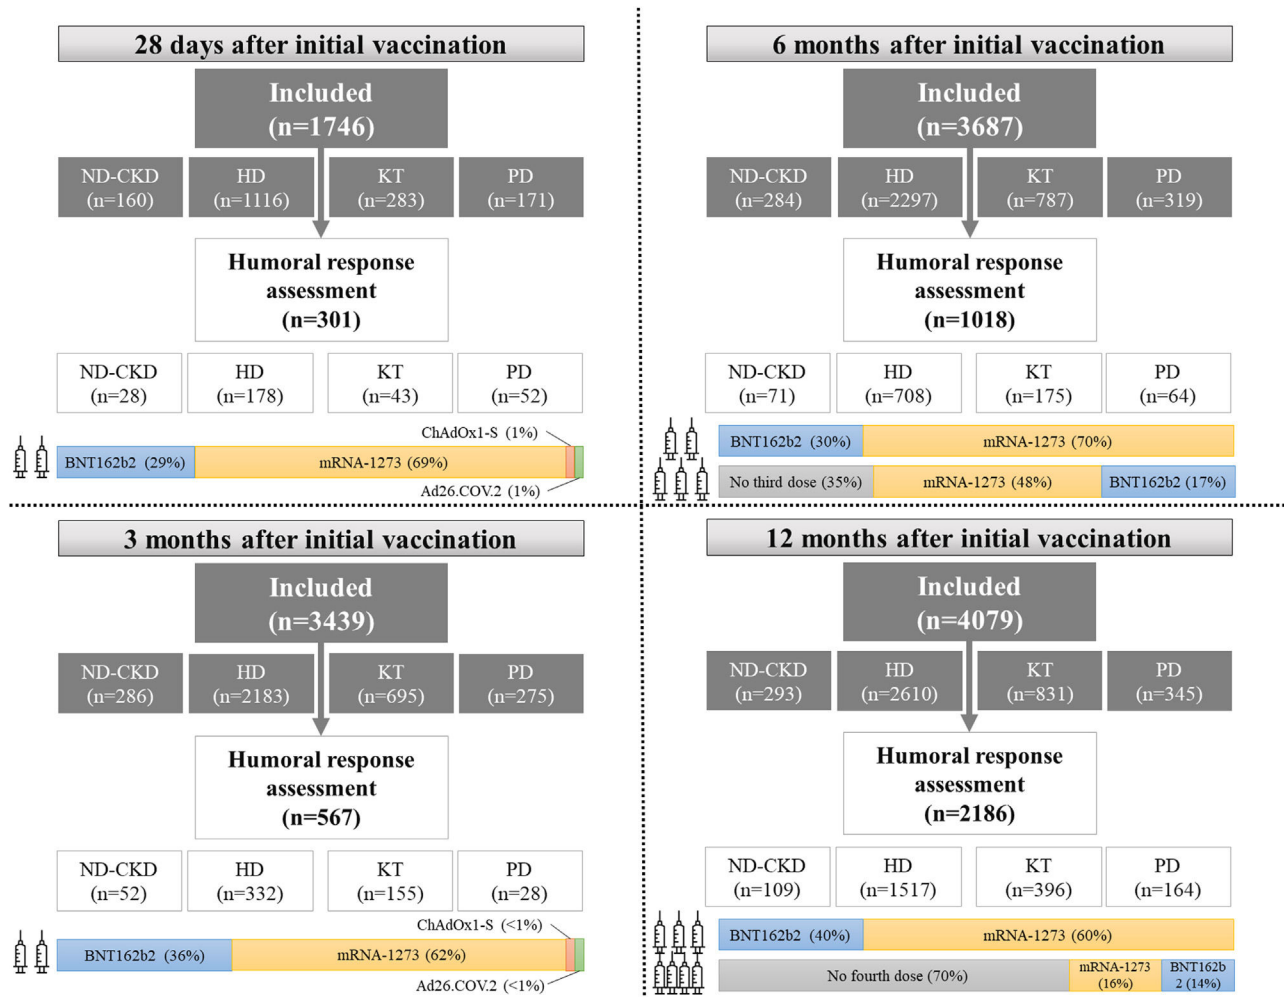 28 days after initial vaccination
Included
(n=1746)
ND-CKD
(n=160)
HD
(n=1116)
KT
(n=283)
PD
(n=171)
Humoral response
assessment
(n=301)
ND-CKD
(n=28)
HD
(n=178)
KT
(n=43)
PD
(n=52)
ChAdOx1-S (1%)
BNT162b2 (29%)
mRNA-1273 (69%)
Ad26.COV.2 (1%)
6 months after initial vaccination
Included
(n=3687)
ND-CKD
(n=284)
HD
(n=2297)
KT
(n=787)
PD
(n=319)
Humoral response
assessment
(n=1018)
ND-CKD
(n=71)
HD
(n=708)
KT
(n=175)
PD
(n=64)
BNT162b2 (30%)
mRNA-1273 (70%)
No third dose (35%)
mRNA-1273 (48%)
BNT162b2 (17%)
3 months after initial vaccination
Included
(n=3439)
ND-CKD
(n=286)
HD
(n=2183)
KT
(n=695)
PD
(n=275)
Humoral response
assessment
(n=567)
ND-CKD
(n=52)
HD
(n=332)
KT
(n=155)
PD
(n=28)
ChAdOx1-S (<1%)
BNT162b2 (36%)
mRNA-1273 (62%)
Ad26.COV.2 (<1%)
12 months after initial vaccination
Included
(n=4079)
ND-CKD
(n=293)
HD
(n=2610)
KT
(n=831)
PD
(n=345)
Humoral response
assessment
(n=2186)
ND-CKD
(n=109)
HD
(n=1517)
KT
(n=396)
PD
(n=164)
BNT162b2 (40%)
mRNA-1273 (60%)
No fourth dose (70%)
mRNA-1273
(16%)
BNT162b
2 (14%)